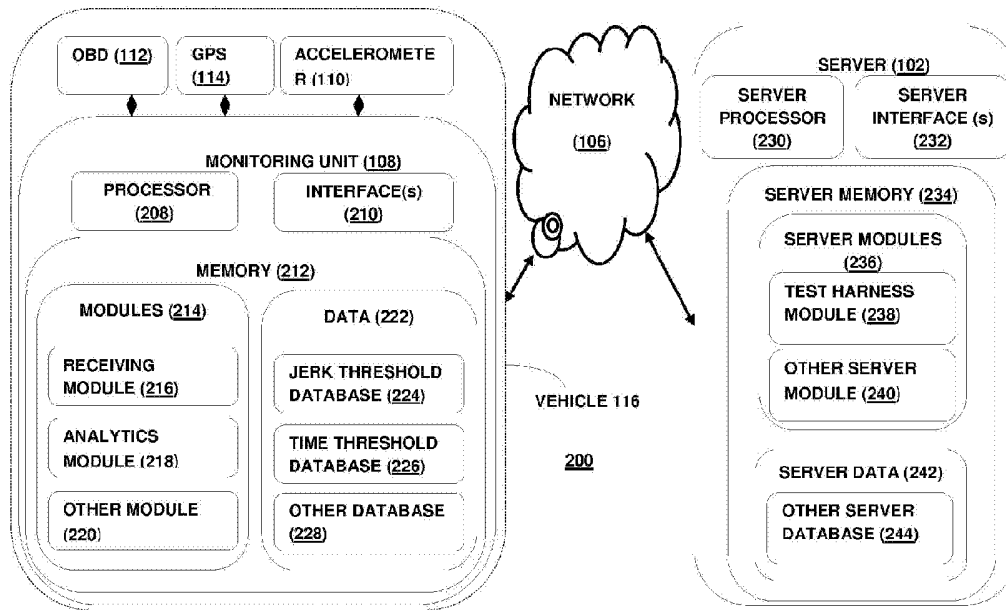 OBD (112)
GPS
(114)
ACCELEROMETE
R (110)
MONITORING UNIT (108)
PROCESSOR
(208)
INTERFACE(s)
(210)
MEMORY (212)
MODULES (214)
RECEIVING
MODULE (216)
ANALYTICS
MODULE (218)
OTHER MODULE
(220)
DATA (222)
JERK THRESHOLD
DATABASE (224)
TIME THRESHOLD
DATABASE (226)
OTHER DATABASE
(228)
NETWORK
(106)
VEHICLE 116
200
SERVER (102)
SERVER
PROCESSOR
(230)
SERVER
INTERFACE (s)
(232)
SERVER MEMORY (234)
SERVER MODULES
(236)
TEST HARNESS
MODULE (238)
OTHER SERVER
MODULE (240)
SERVER DATA (242)
OTHER SERVER
DATABASE (244)